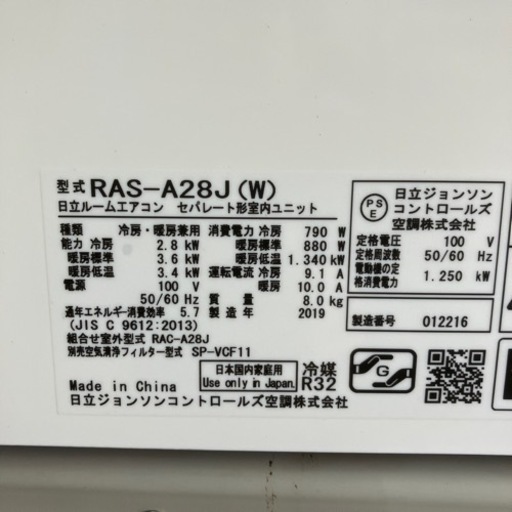 型式 RAS-A28J (W)
日立ルームエアコン セパレート形室内ユニット
種類 冷房・暖房兼用 消費電力 冷房 790 W
能力 冷房 2.8 kW 暖房標準 880 W
暖房標準 3.6 kW 暖房低温 1.340 kW
暖房低温 3.4 kW 運転電流 冷房 9.1 A
電源 100 V 暖房 10.0 A
50/60 Hz 質量 8.0 kg
通年エネルギー消費効率 5.7 製造年 2019
(JIS C 9612:2013)
組合せ室外型式 RAC-A28J
別売空気清浄フィルター型式 SP-VCF11
Made in China
日本国内家庭用
Use only in Japan.
冷媒
R32
日立ジョンソンコントロールズ空調株式会社
PS
E
日立ジョンソン
コントロールズ
空調株式会社
定格電圧 100 V
定格周波数 50/60 Hz
電動機の定
格消費電力 1.250 kW
製造番号 012216
G